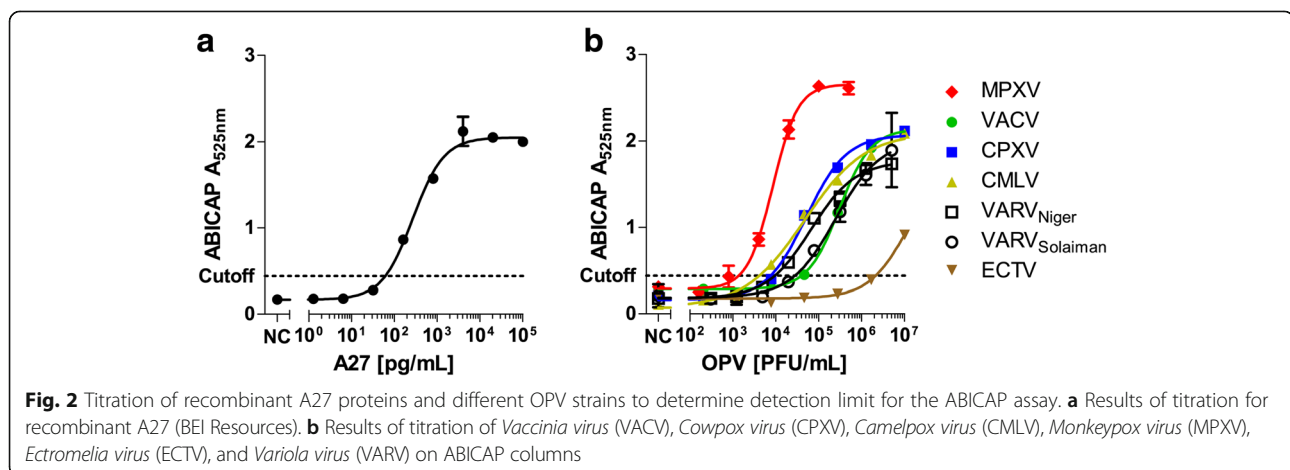 a
b
3
2
1
0
ABICAP A525nm
Cutoff
NC 10^0 10^1 10^2 10^3 10^4 10^5
A27 [pg/mL]
3
2
1
0
ABICAP A525nm
Cutoff
NC 10^2 10^3 10^4 10^5 10^6 10^7
OPV [PFU/mL]
MPXV
VACV
CPXV
CMLV
VARVNiger
VARVSolaiman
ECTV
Fig. 2 Titration of recombinant A27 proteins and different OPV strains to determine detection limit for the ABICAP assay. a Results of titration for
recombinant A27 (BEI Resources). b Results of titration of Vaccinia virus (VACV), Cowpox virus (CPXV), Camelpox virus (CMLV), Monkeypox virus (MPXV),
Ectromelia virus (ECTV), and Variola virus (VARV) on ABICAP columns